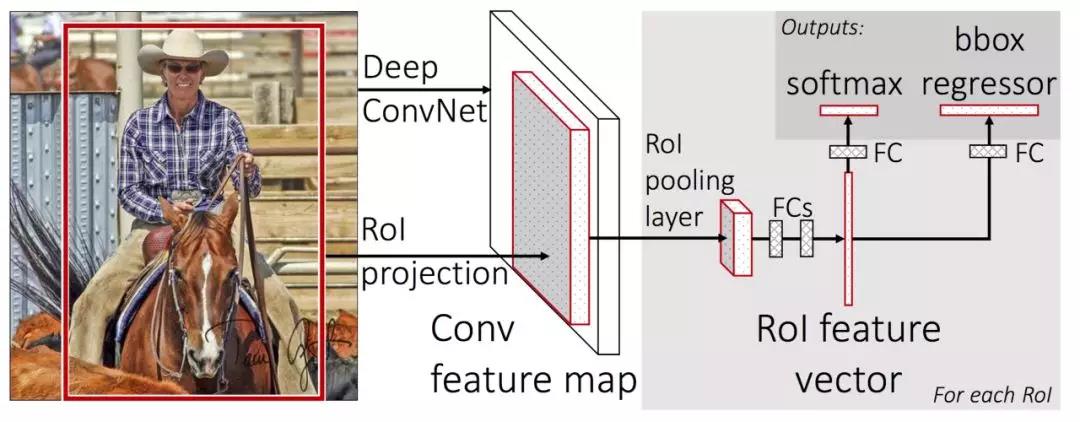 Deep
ConvNet
RoI
projection
Conv
feature map
RoI
pooling
layer
FCs
RoI feature
vector
Outputs:
softmax
bbox
regressor
FC
FC
For each RoI